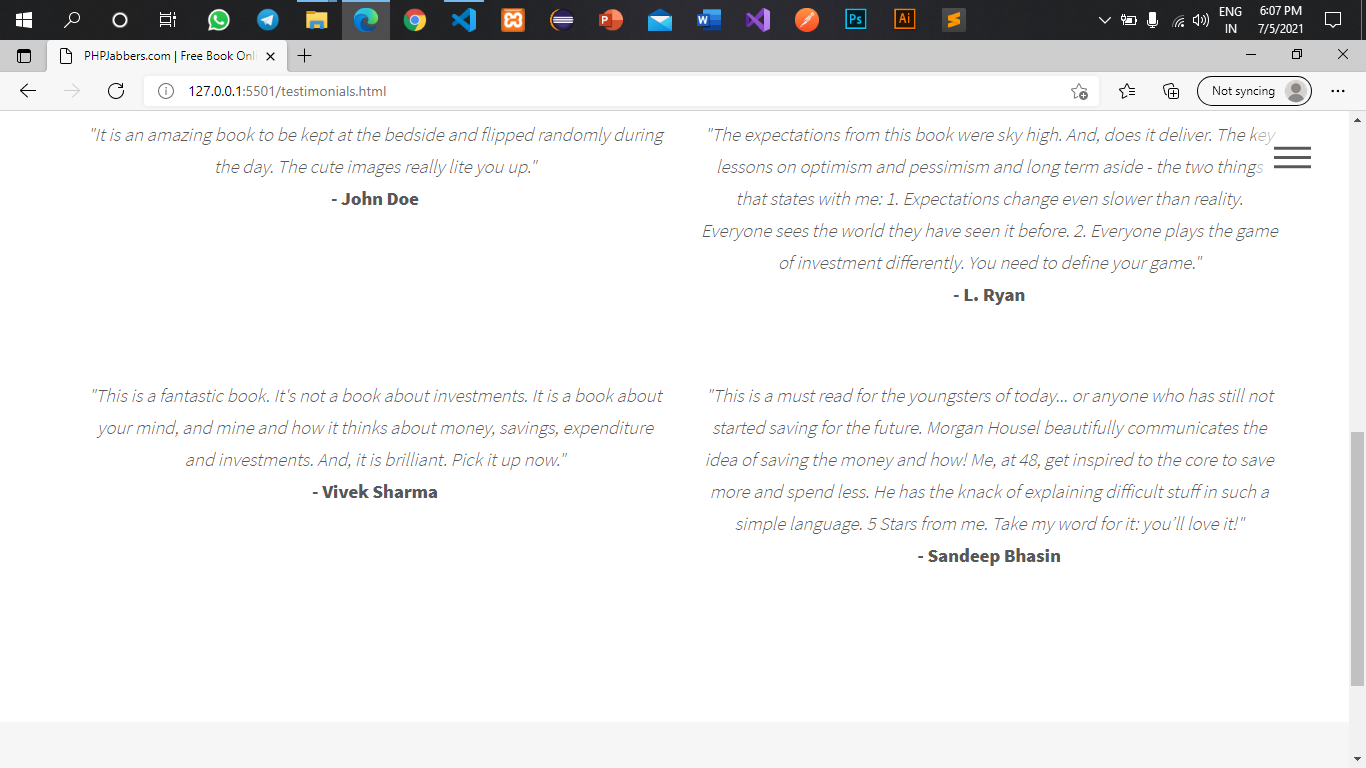 ENG
6:07 PM
IN
7/5/2021
PHPJabbers.com | Free Book Onli
127.0.0.1:5501/testimonials.html
Not syncing
"It is an amazing book to be kept at the bedside and flipped randomly during
the day. The cute images really lite you up."
- John Doe
"The expectations from this book were sky high. And, does it deliver. The key
lessons on optimism and pessimism and long term aside - the two things
that states with me: 1. Expectations change even slower than reality.
Everyone sees the world they have seen it before. 2. Everyone plays the game
of investment differently. You need to define your game."
- L. Ryan
"This is a fantastic book. It's not a book about investments. It is a book about
your mind, and mine and how it thinks about money, savings, expenditure
and investments. And, it is brilliant. Pick it up now."
- Vivek Sharma
"This is a must read for the youngsters of today... or anyone who has still not
started saving for the future. Morgan Housel beautifully communicates the
idea of saving the money and how! Me, at 48, get inspired to the core to save
more and spend less. He has the knack of explaining difficult stuff in such a
simple language. 5 Stars from me. Take my word for it: you’ll love it!"
- Sandeep Bhasin